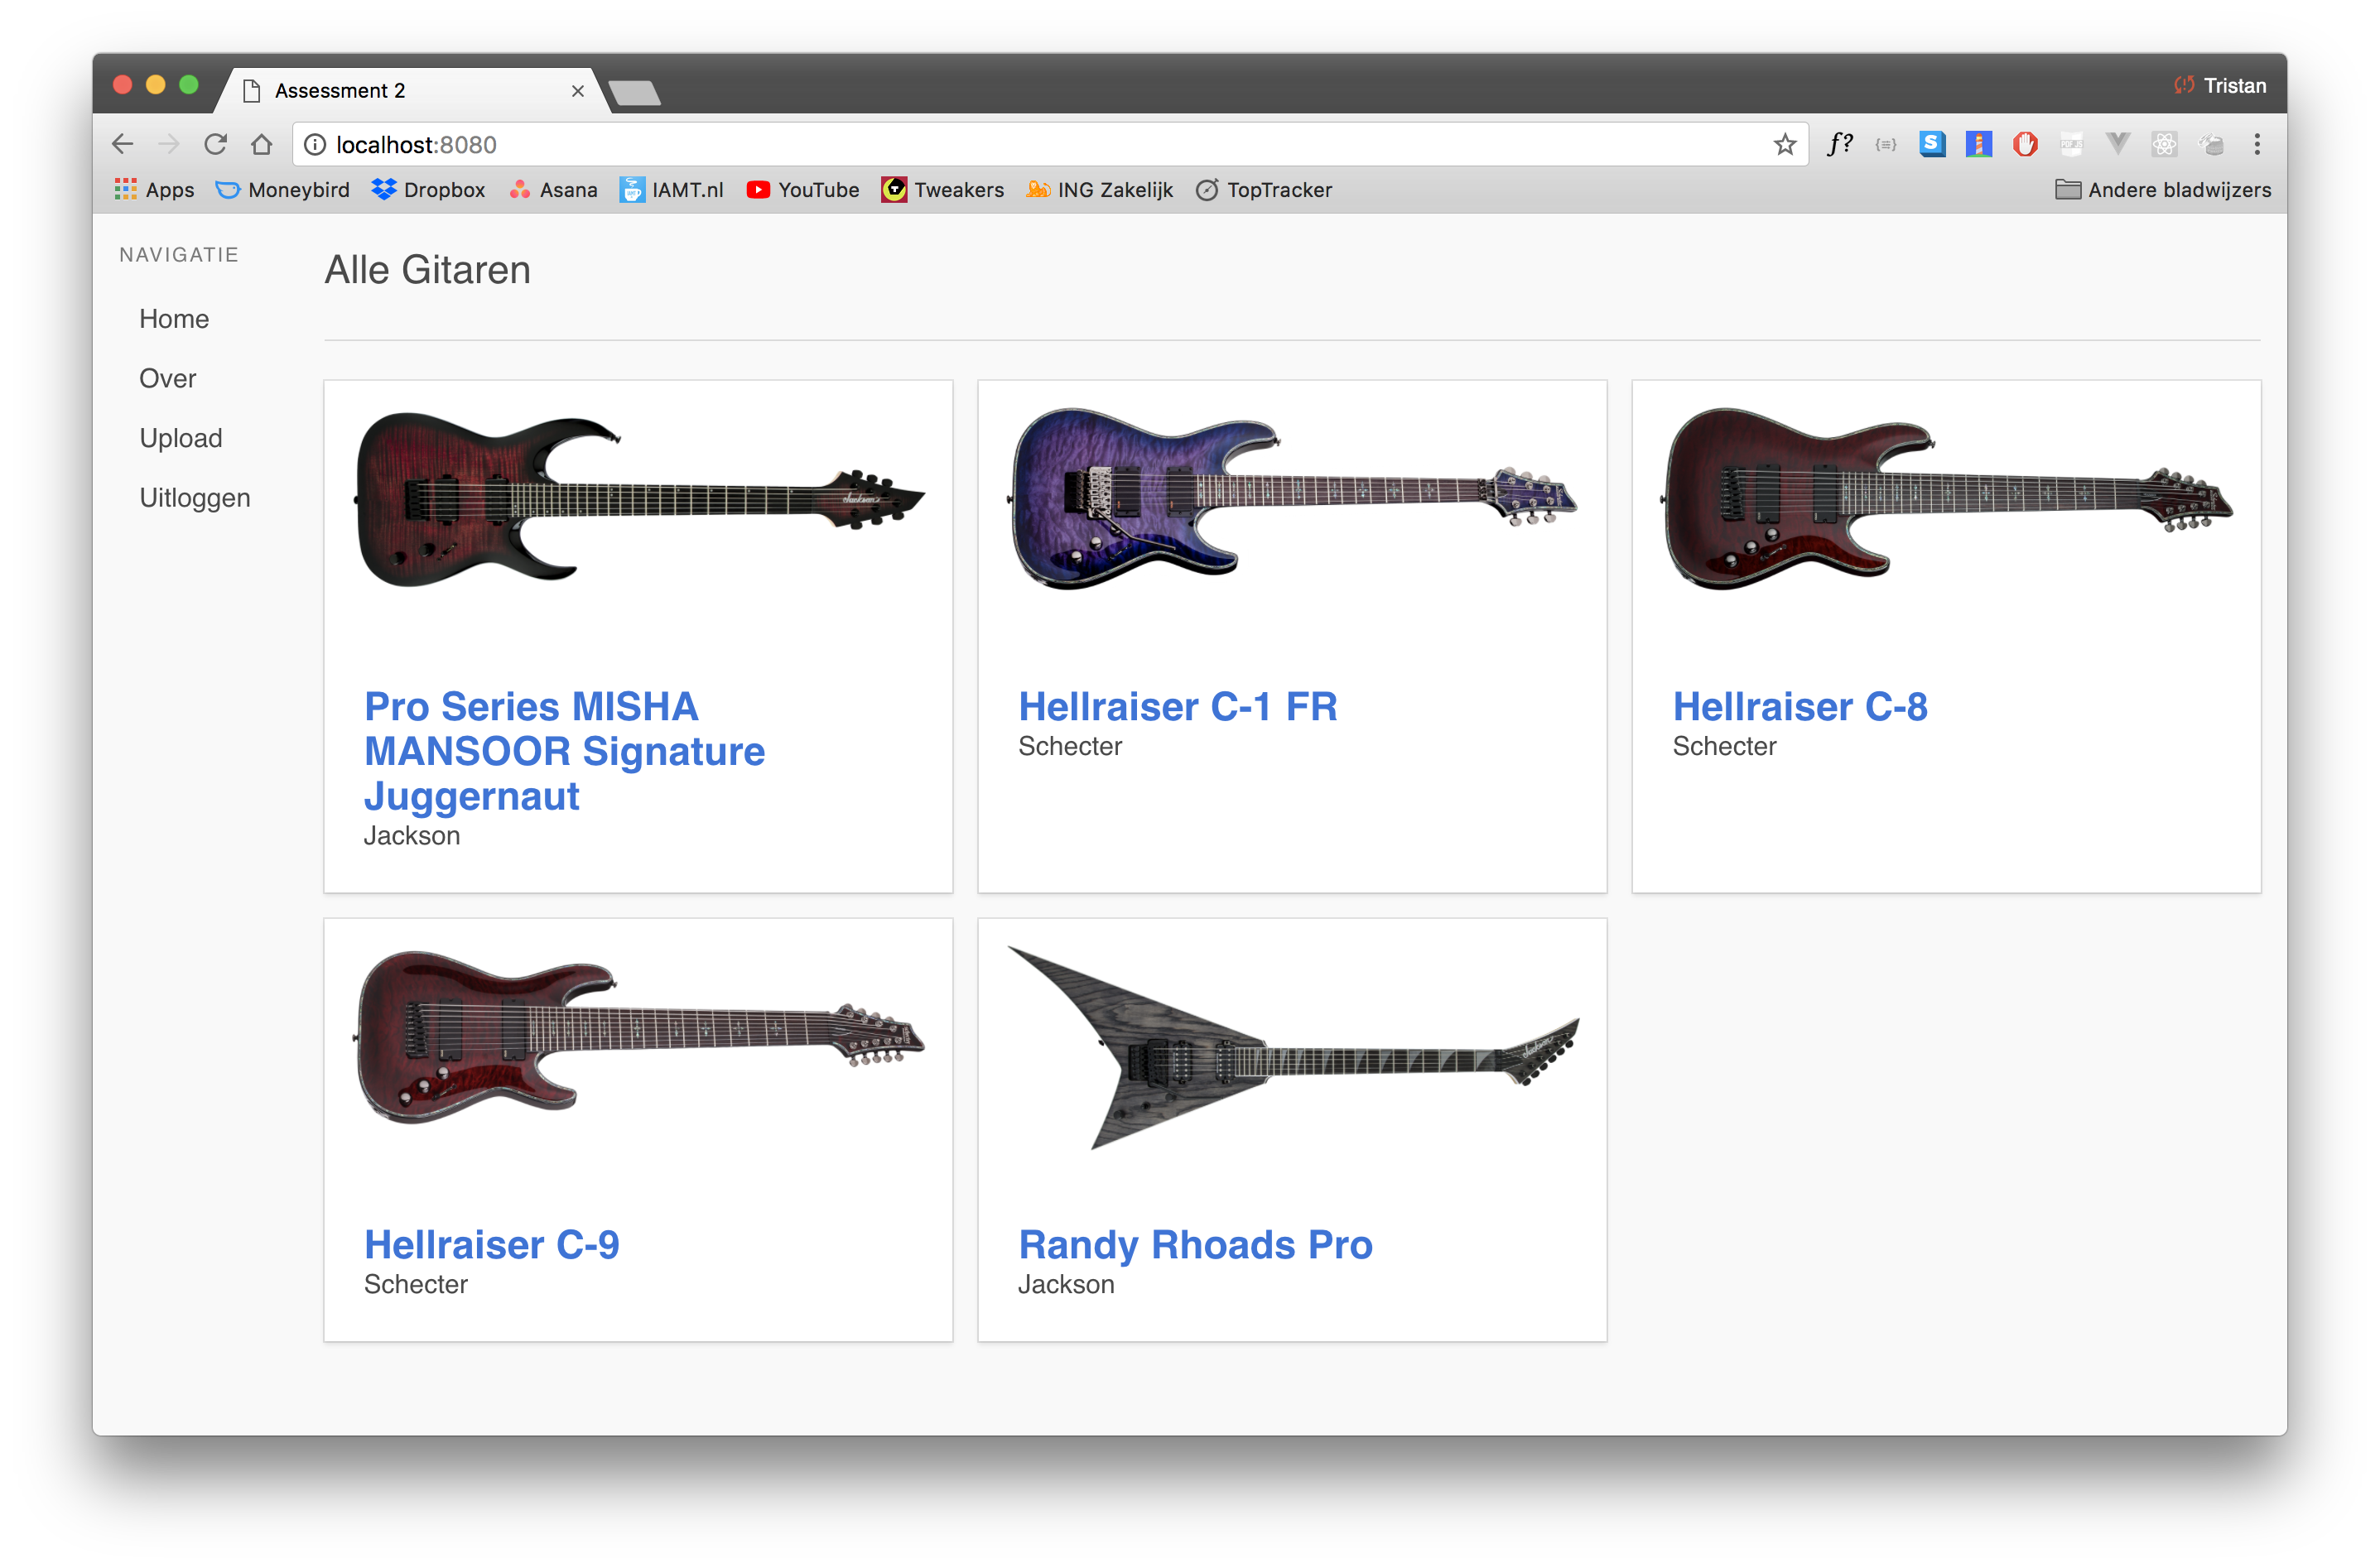 Assessment 2
Tristan
localhost:8080
f?
Apps
Moneybird
Dropbox
Asana
IAMT.nl
YouTube
Tweakers
ING Zakelijk
TopTracker
Andere bladwijzers
NAVIGATIE
Home
Over
Upload
Uitloggen
Alle Gitaren
Jackson
Pro Series MISHA
MANSOOR Signature
Juggernaut
Jackson
Hellraiser C-1 FR
Schecter
Hellraiser C-8
Schecter
Hellraiser C-9
Schecter
Jackson
Randy Rhoads Pro
Jackson